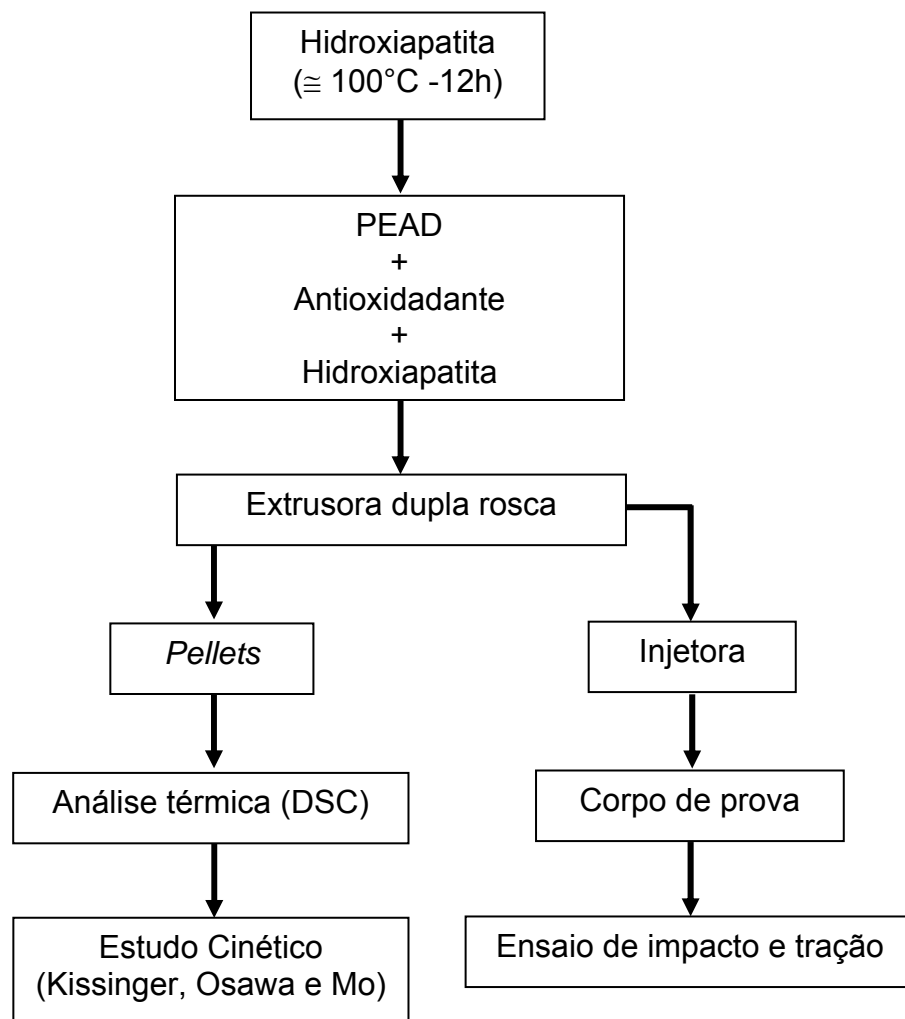 Hidroxiapatita
(≅ 100°C -12h)
PEAD
+
Antioxidadante
+
Hidroxiapatita
Extrusora dupla rosca
Pellets
Injetora
Análise térmica (DSC)
Corpo de prova
Estudo Cinético
(Kissinger, Osawa e Mo)
Ensaio de impacto e tração